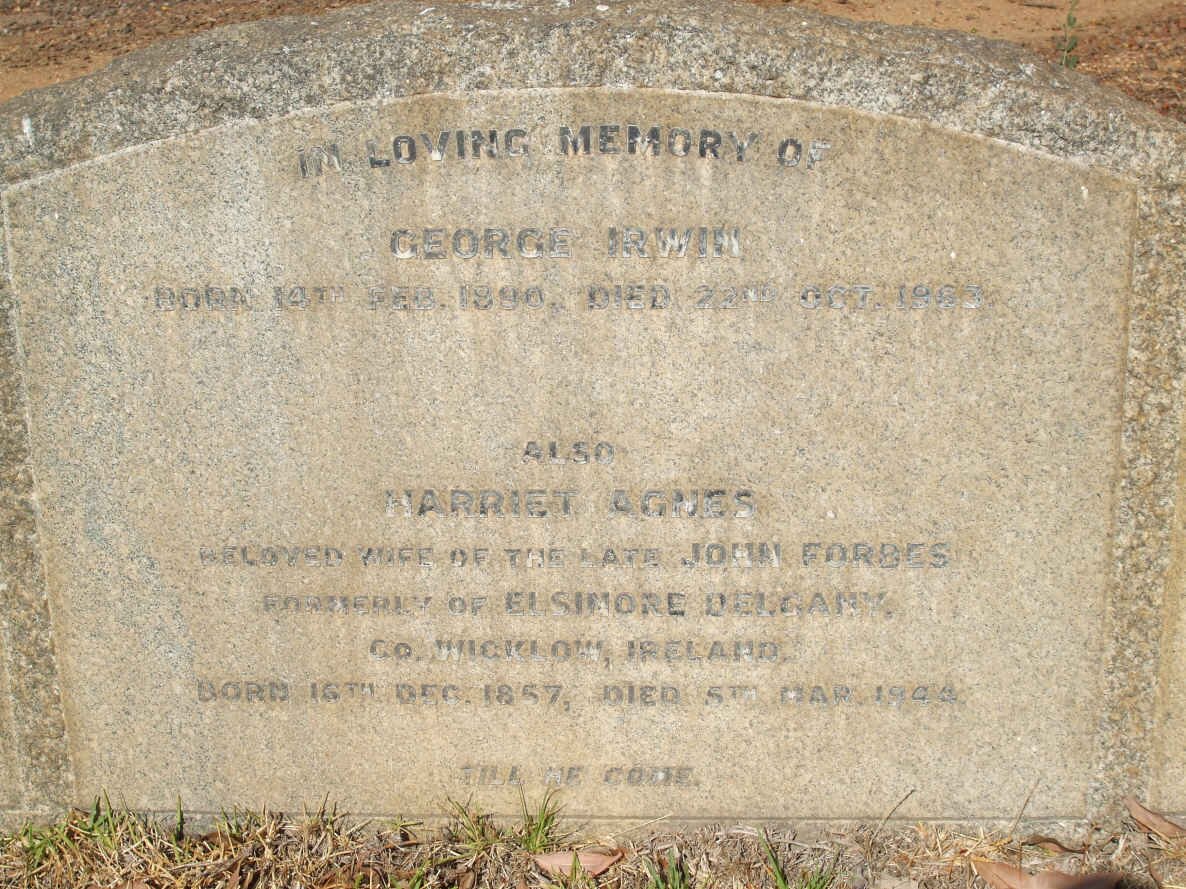 IN LOVING MEMORY OF
GEORGE IRWIN
BORN 14TH FEB. 1890, DIED 22ND OCT. 1963.
ALSO
HARRIET AGNES
BELOVED WIFE OF THE LATE JOHN FORBES
FORMERLY OF ELSINORE DELGANY,
CO. WICKLOW, IRELAND.
BORN 16TH DEC. 1857, DIED 5TH MAR. 1944.
TILL HE COME.